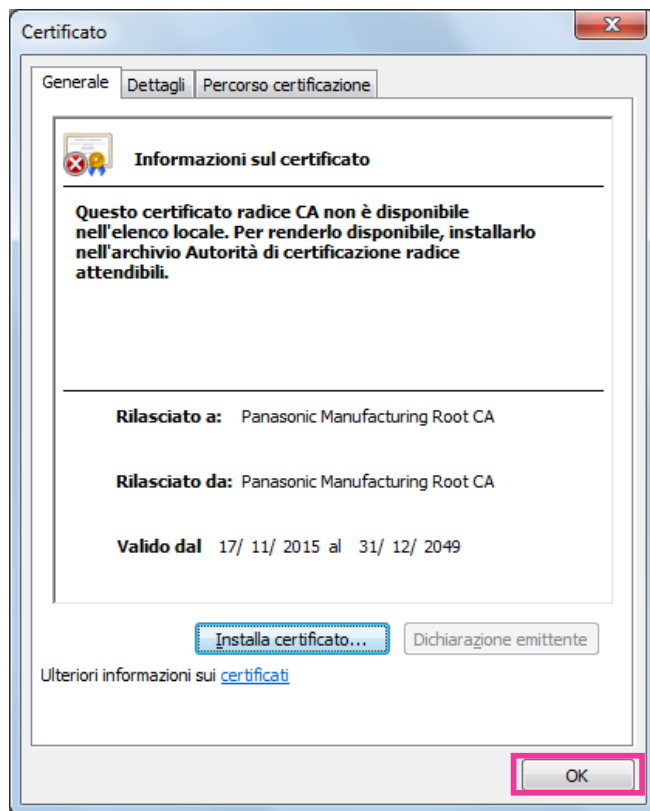 Certificato
Generale
Dettagli
Percorso certificazione
Informazioni sul certificato
Questo certificato radice CA non è disponibile
nell'elenco locale. Per renderlo disponibile, installarlo
nell'archivio Autorità di certificazione radice
attendibili.
Rilasciato a: Panasonic Manufacturing Root CA
Rilasciato da: Panasonic Manufacturing Root CA
Valido dal 17/ 11/ 2015 al 31/ 12/ 2049
Installa certificato...
Dichiarazione emittente
Ulteriori informazioni sui certificati
OK